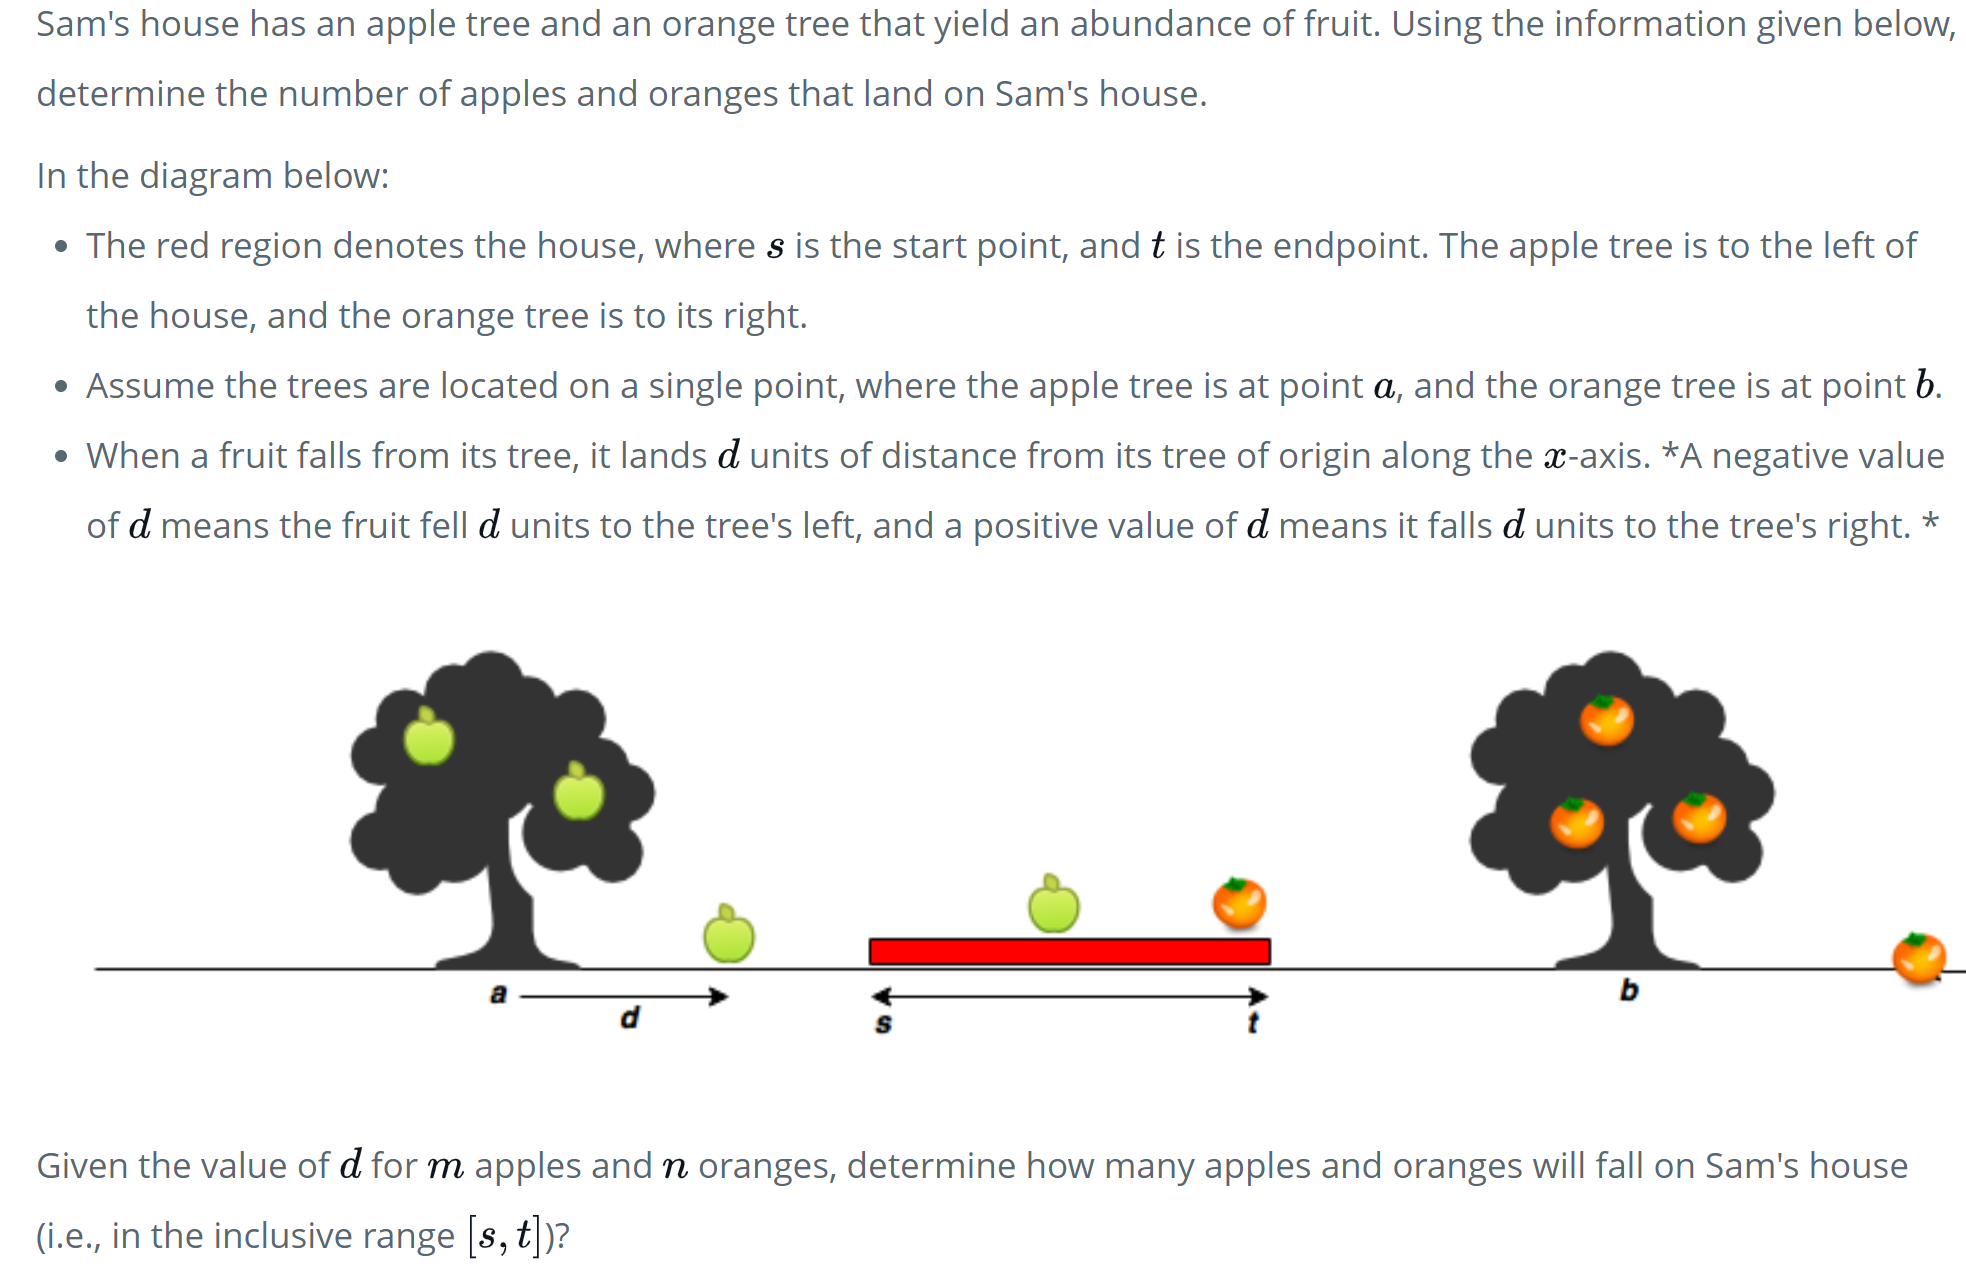 Sam's house has an apple tree and an orange tree that yield an abundance of fruit. Using the information given below,
determine the number of apples and oranges that land on Sam's house.
In the diagram below:
• The red region denotes the house, where s is the start point, and t is the endpoint. The apple tree is to the left of
the house, and the orange tree is to its right.
• Assume the trees are located on a single point, where the apple tree is at point a, and the orange tree is at point b.
• When a fruit falls from its tree, it lands d units of distance from its tree of origin along the x-axis. *A negative value
of d means the fruit fell d units to the tree's left, and a positive value of d means it falls d units to the tree's right. *
a
d
s
t
b
Given the value of d for m apples and n oranges, determine how many apples and oranges will fall on Sam's house
(i.e., in the inclusive range [s, t])?